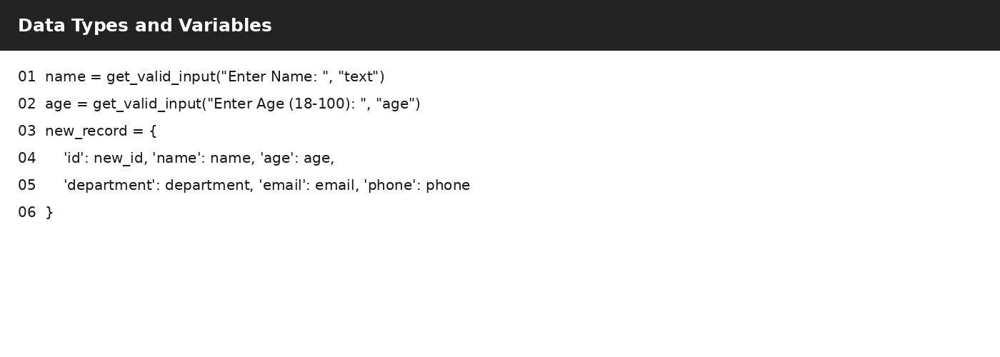 Data Types and Variables
01  name = get_valid_input("Enter Name: ", "text")
02  age = get_valid_input("Enter Age (18-100): ", "age")
03  new_record = {
04      'id': new_id, 'name': name, 'age': age,
05      'department': department, 'email': email, 'phone': phone
06  }